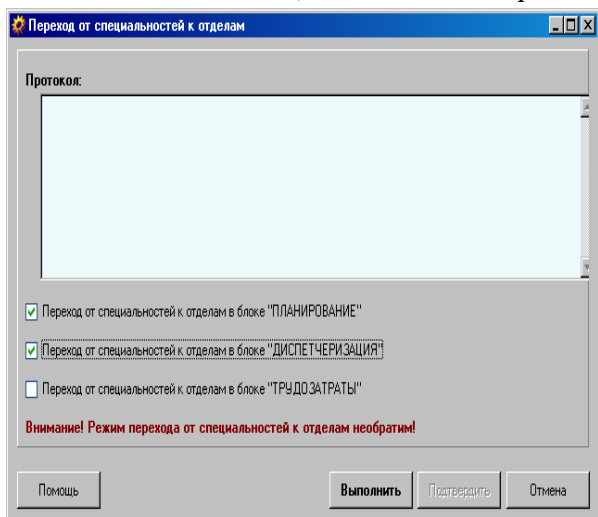 Переход от специальностей к отделам
Протокол:
Переход от специальностей к отделам в блоке "ПЛАНИРОВАНИЕ"
Переход от специальностей к отделам в блоке "ДИСПЕТЧЕРИЗАЦИЯ"
Переход от специальностей к отделам в блоке "ТРУДОЗАТРАТЫ"
Внимание! Режим перехода от специальностей к отделам необратим!
Помощь Выполнить Подтвердить Отмена